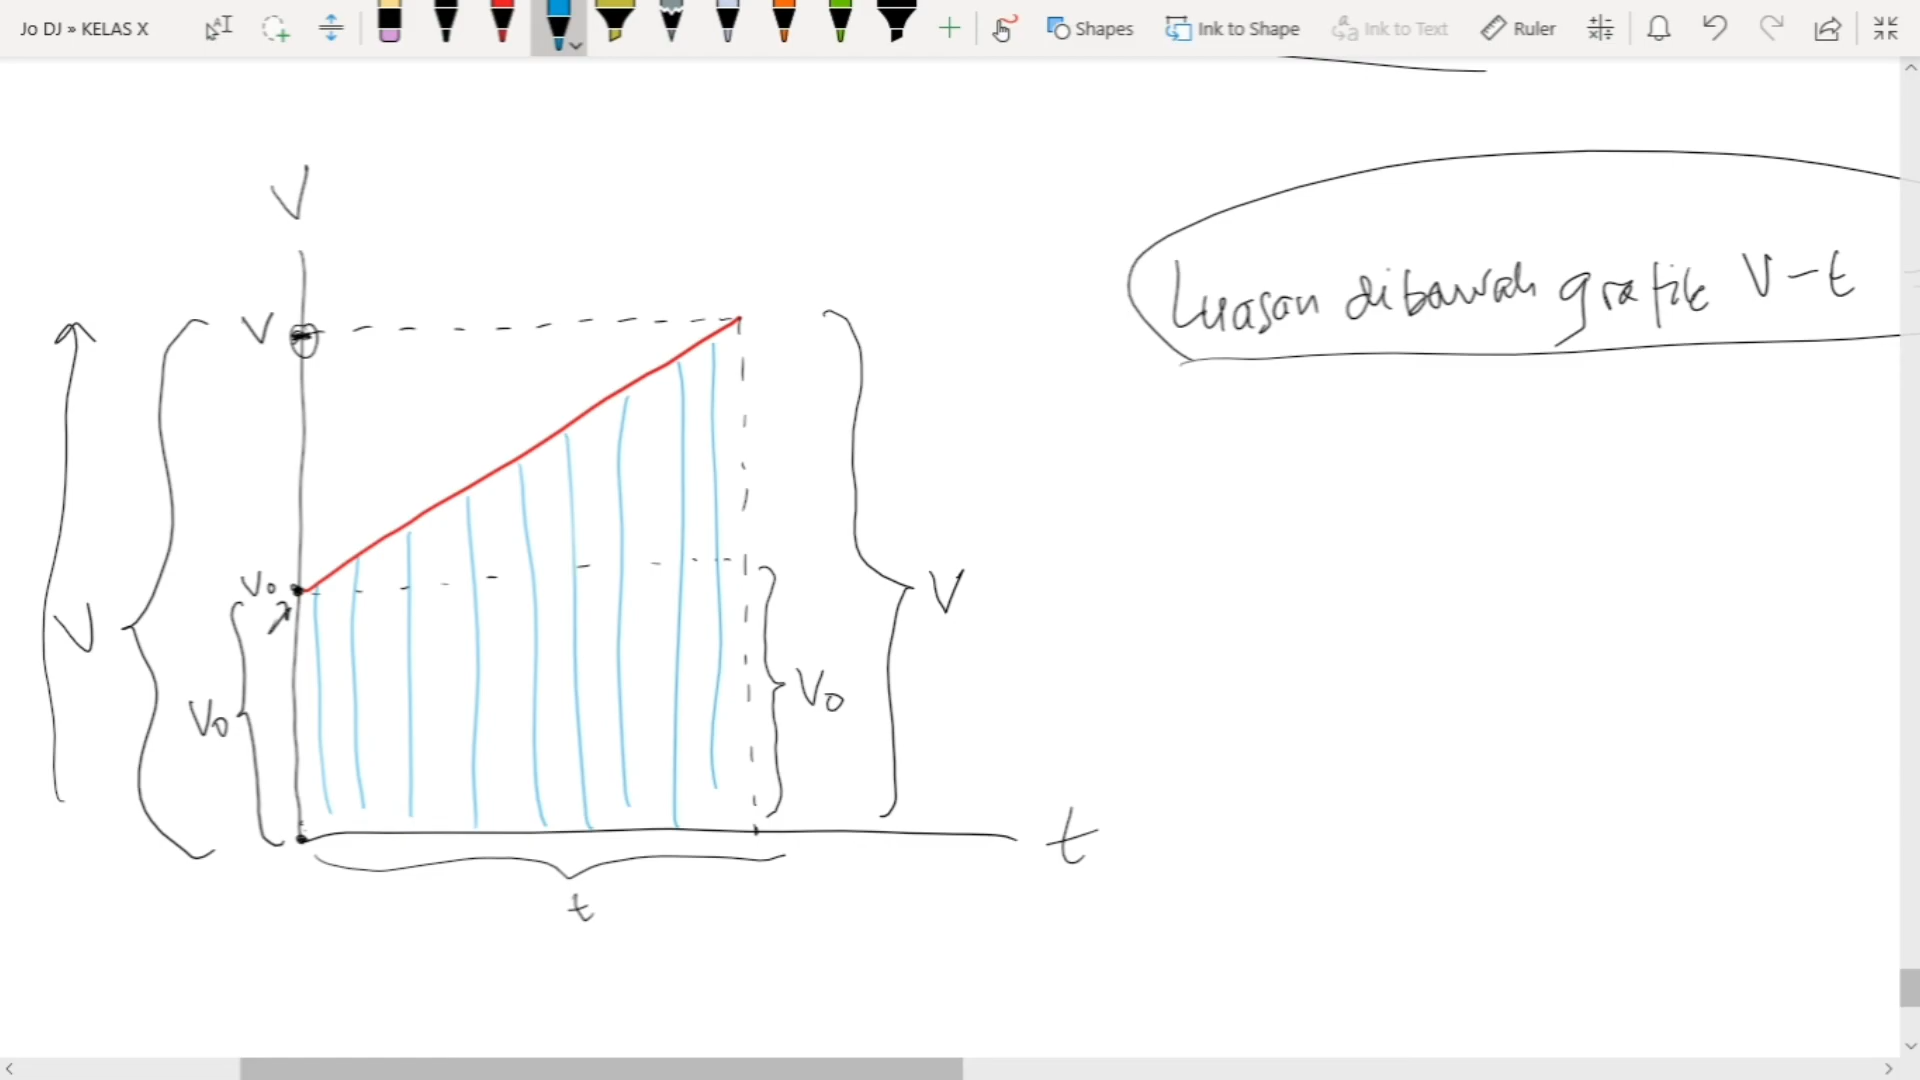 Jo DJ » KELAS X
Shapes
Ink to Shape
Ink to Text
Ruler
V
Luasan dibawah grafik V-t
V
V₀
V
V
V₀
V₀
t
t